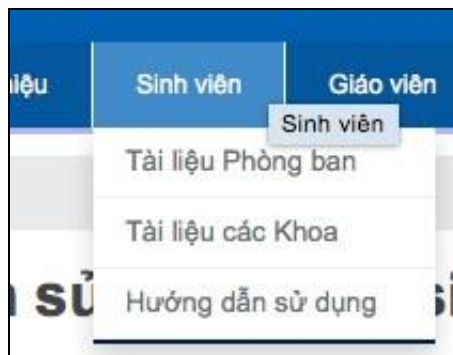 Sinh viên
Giáo viên
Sinh viên
Tài liệu Phòng ban
Tài liệu các Khoa
Hướng dẫn sử dụng